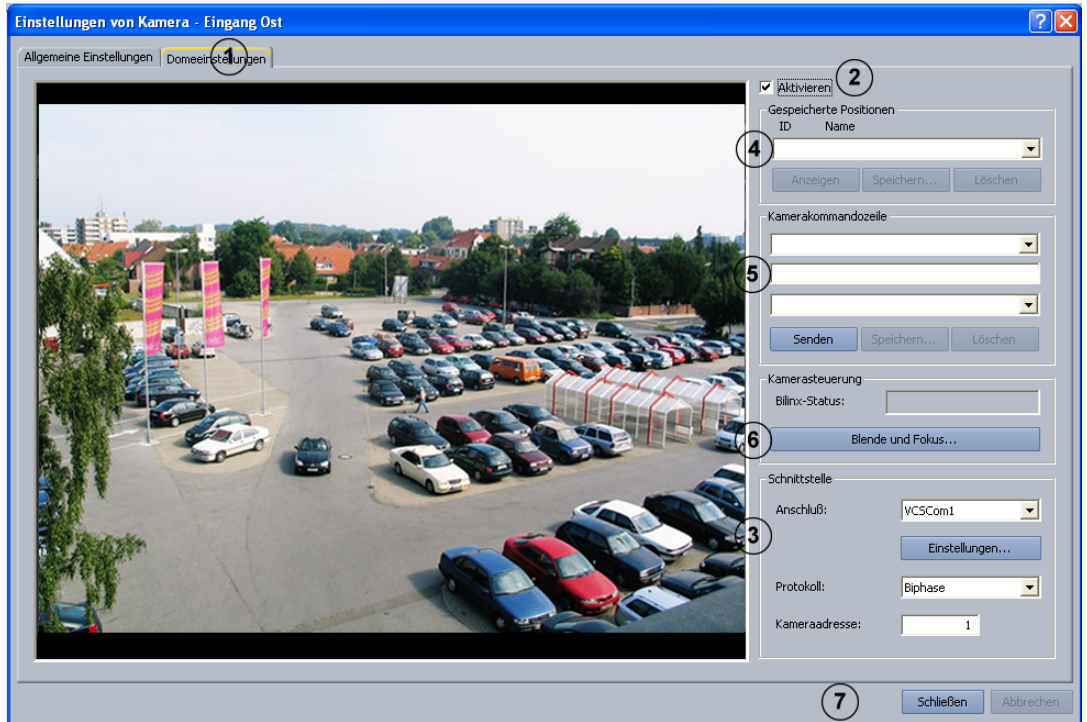 Einstellungen von Kamera - Eingang Ost
Allgemeine Einstellungen
Domeeinstellungen
1
Aktivieren
2
Gespeicherte Positionen
ID Name
4
Anzeigen Speichern... Löschen
Kamerakommandozeile
5
Senden Speichern... Löschen
Kamerasteuerung
Bilinx-Status:
6
Blende und Fokus...
Schnittstelle
Anschluß: VCSCom1
3
Einstellungen...
Protokoll: Biphase
Kameraadresse: 1
7
Schließen Abbrechen